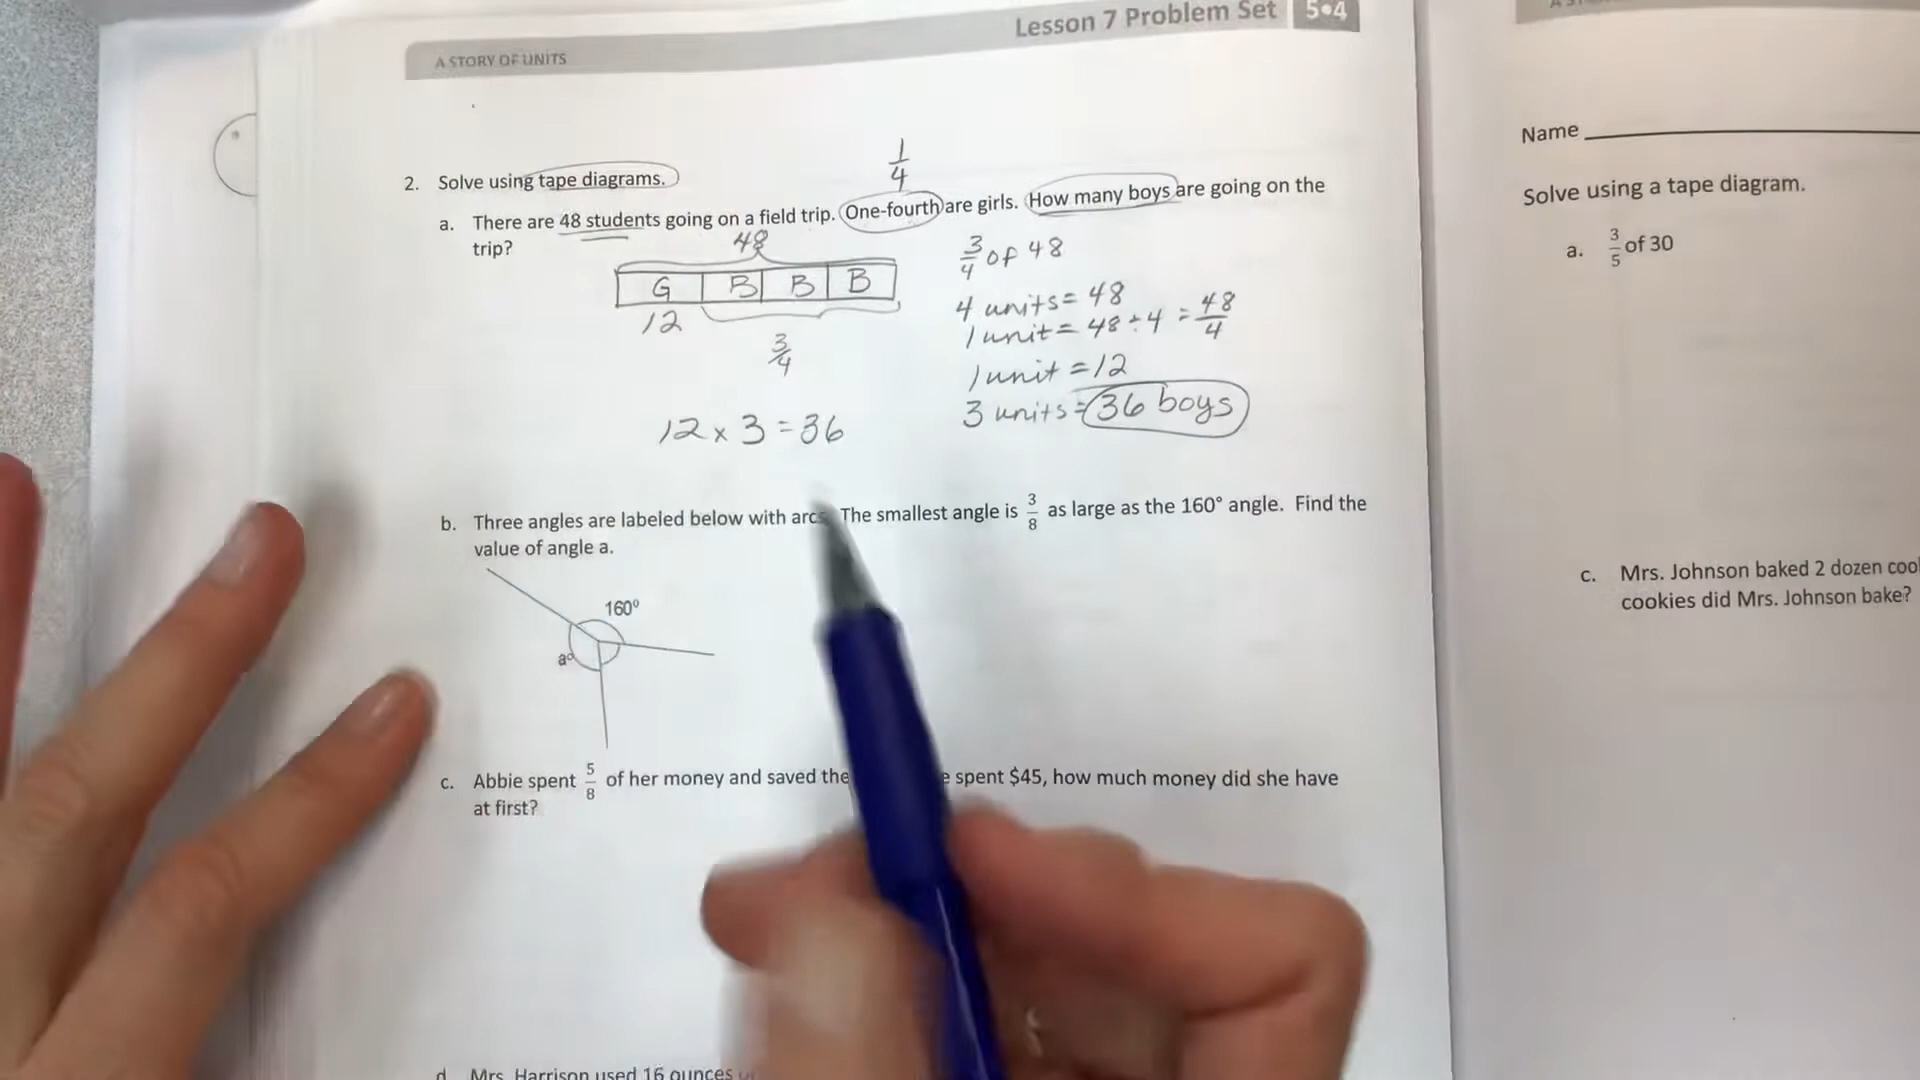 Lesson 7 Problem Set 5•4
A STORY OF UNITS
1/4
2. Solve using tape diagrams.
a. There are 48 students going on a field trip. One-fourth are girls. How many boys are going on the
trip?
48
G B B B
12
3/4
12 x 3 = 36
3/4 of 48
4 units = 48
1 unit = 48 ÷ 4 = 48/4
1 unit = 12
3 units = 36 boys
b. Three angles are labeled below with arcs. The smallest angle is 3/8 as large as the 160° angle. Find the
value of angle a.
160°
a°
c. Abbie spent 5/8 of her money and saved the spent $45, how much money did she have
at first?
d Mrs. Harrison used 16 ounces
Name
Solve using a tape diagram.
a. 3/5 of 30
c. Mrs. Johnson baked 2 dozen
cookies did Mrs. Johnson bake?